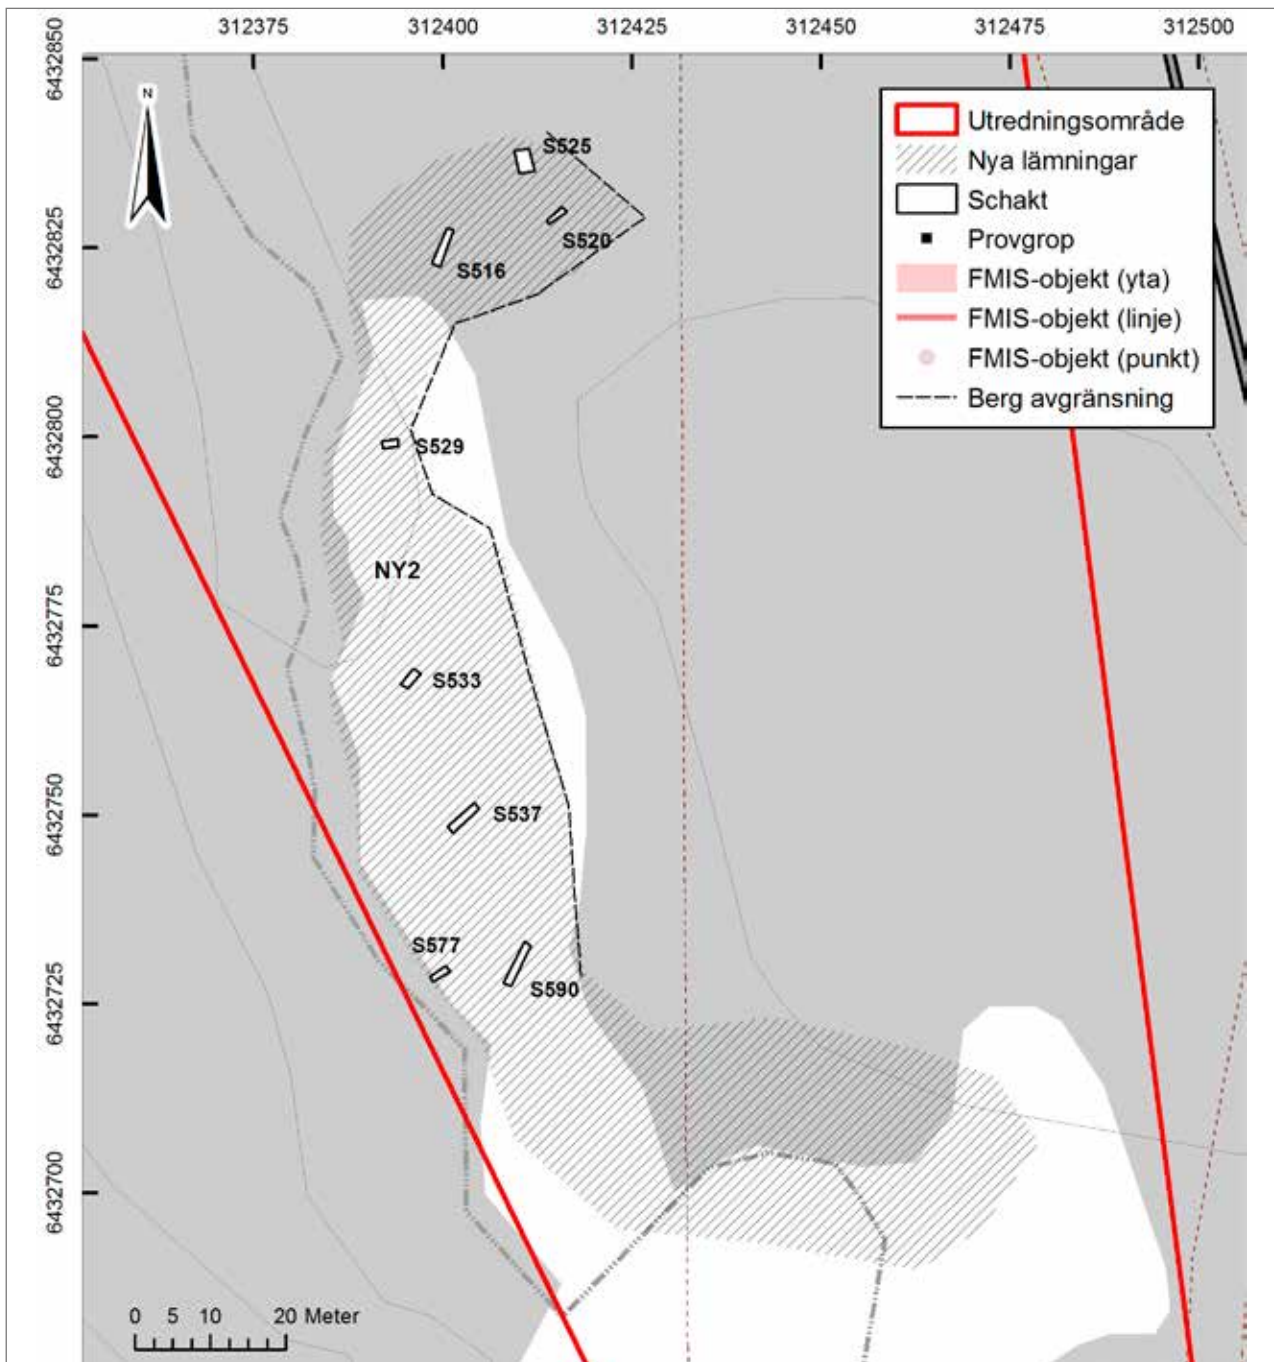 312375 312400 312425 312450 312475 312500
6432850
N
6432825
6432800
6432775
6432750
6432725
6432700
Utredningsområde
Nya lämningar
Schakt
Provgrop
FMIS-objekt (yta)
FMIS-objekt (linje)
FMIS-objekt (punkt)
Berg avgränsning
S525
S520
S516
S529
NY2
S533
S537
S577
S590
0 5 10 20 Meter